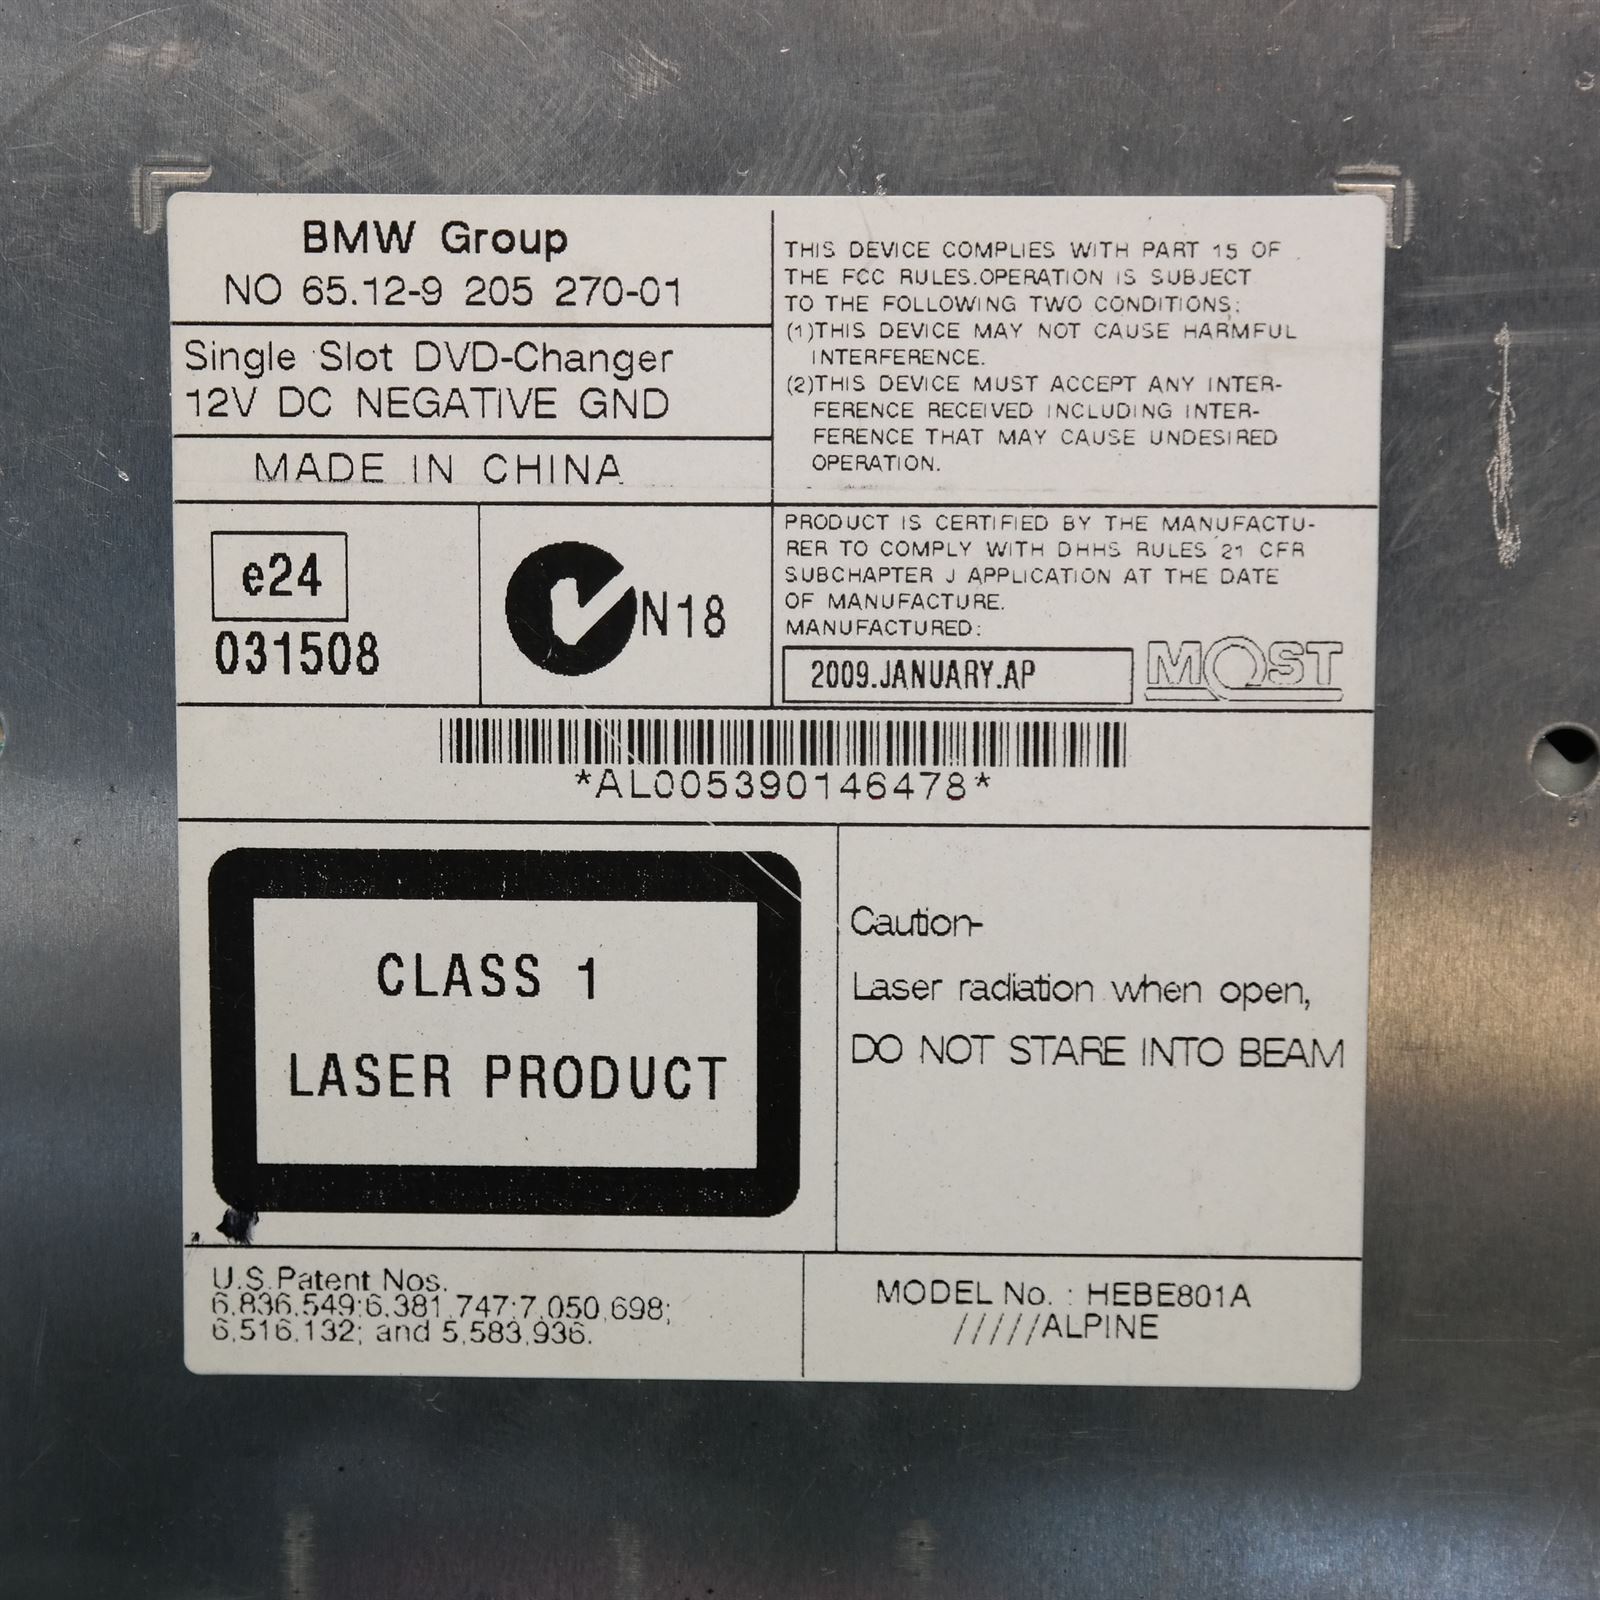 BMW Group
NO 65.12-9 205 270-01
Single Slot DVD-Changer
12V DC NEGATIVE GND
MADE IN CHINA
THIS DEVICE COMPLIES WITH PART 15 OF
THE FCC RULES.OPERATION IS SUBJECT
TO THE FOLLOWING TWO CONDITIONS:
(1)THIS DEVICE MAY NOT CAUSE HARMFUL
INTERFERENCE.
(2)THIS DEVICE MUST ACCEPT ANY INTER-
FERENCE RECEIVED INCLUDING INTER-
FERENCE THAT MAY CAUSE UNDESIRED
OPERATION.
e24
031508
N18
PRODUCT IS CERTIFIED BY THE MANUFACTU-
RER TO COMPLY WITH DHHS RULES 21 CFR
SUBCHAPTER J APPLICATION AT THE DATE
OF MANUFACTURE.
MANUFACTURED:
2009.JANUARY.AP
MOST
*AL005390146478*
CLASS 1
LASER PRODUCT
Caution-
Laser radiation when open,
DO NOT STARE INTO BEAM
U.S.Patent Nos.
6,836,549;6,381,747;7,050,698;
6,516,132; and 5,583,936.
MODEL No. : HEBE801A
/////ALPINE